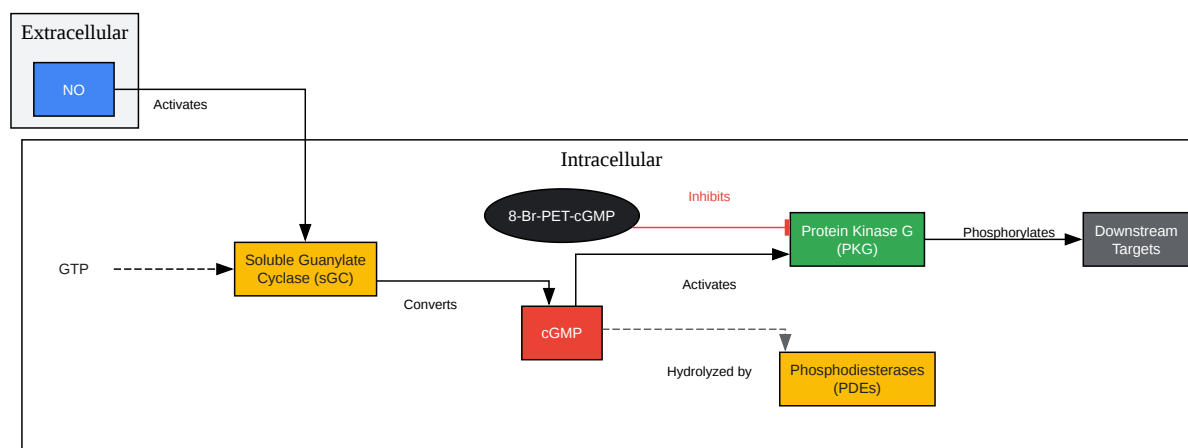 Extracellular
NO
Activates
Intracellular
8-Br-PET-cGMP
Inhibits
Protein Kinase G
(PKG)
Phosphorylates
Downstream
Targets
GTP
Soluble Guanylate
Cyclase (sGC)
Converts
Activates
cGMP
Hydrolyzed by
Phosphodiesterases
(PDEs)